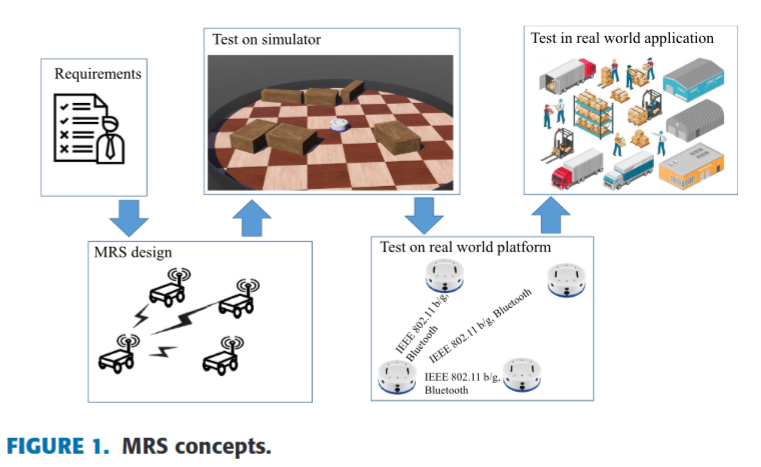 Requirements
Test on simulator
Test in real world application
MRS design
Test on real world platform
IEEE 802.11 b/g,
Bluetooth
IEEE 802.11 b/g, Bluetooth
IEEE 802.11 b/g,
Bluetooth
FIGURE 1. MRS concepts.